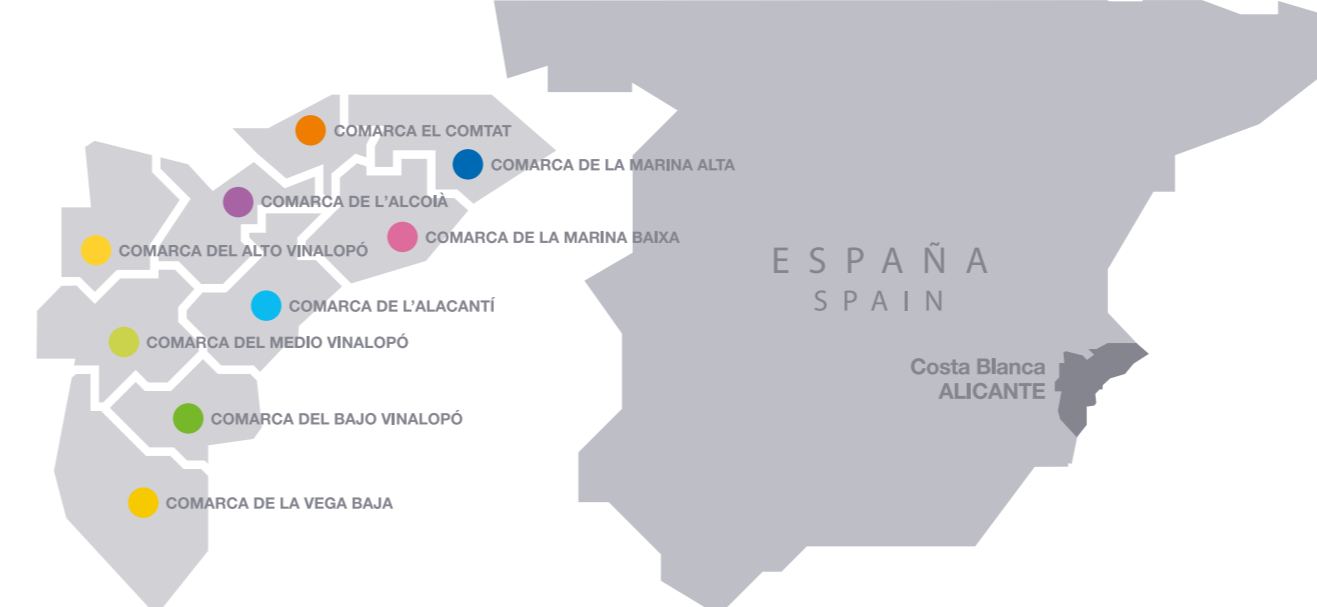 COMARCA EL COMTAT
COMARCA DE LA MARINA ALTA
COMARCA DE L'ALCOIÀ
COMARCA DE LA MARINA BAIXA
COMARCA DEL ALTO VINALOPÓ
COMARCA DE L'ALACANTÍ
COMARCA DEL MEDIO VINALOPÓ
COMARCA DEL BAJO VINALOPÓ
COMARCA DE LA VEGA BAJA
ESPAÑA
SPAIN
Costa Blanca
ALICANTE